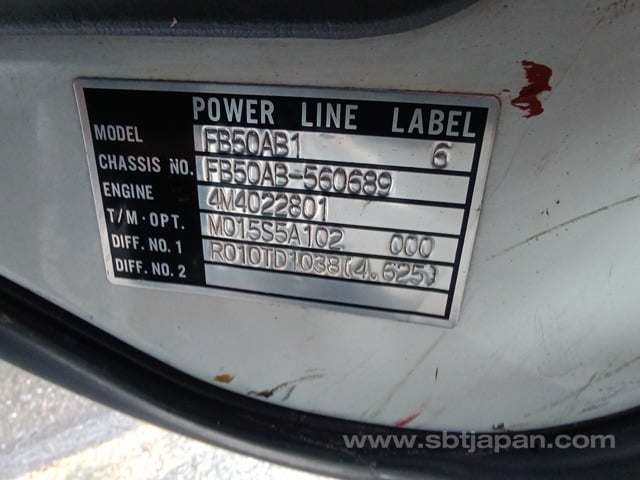 POWER LINE LABEL
MODEL FB50AB1 6
CHASSIS NO. FB50AB-560689
ENGINE 4M4022801
T/M·OPT. M015S5A102 000
DIFF. NO. 1 R010TD1038(4.625)
DIFF. NO. 2
www.sbtjapan.com